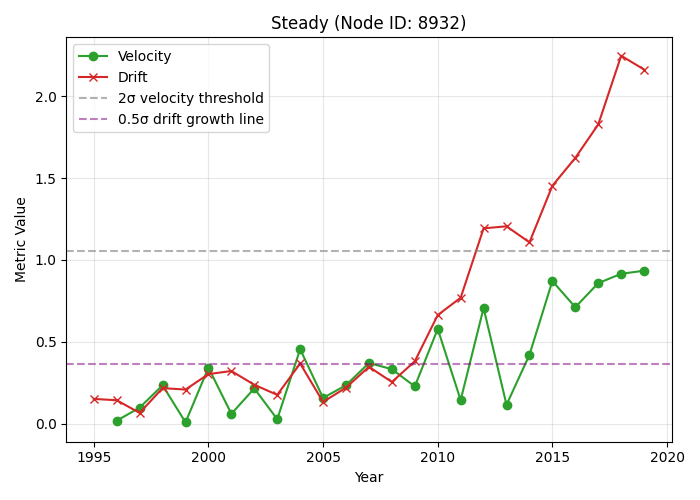 Steady (Node ID: 8932)
Velocity
Drift
2σ velocity threshold
0.5σ drift growth line
Metric Value
2.0
1.5
1.0
0.5
0.0
1995 2000 2005 2010 2015 2020
Year